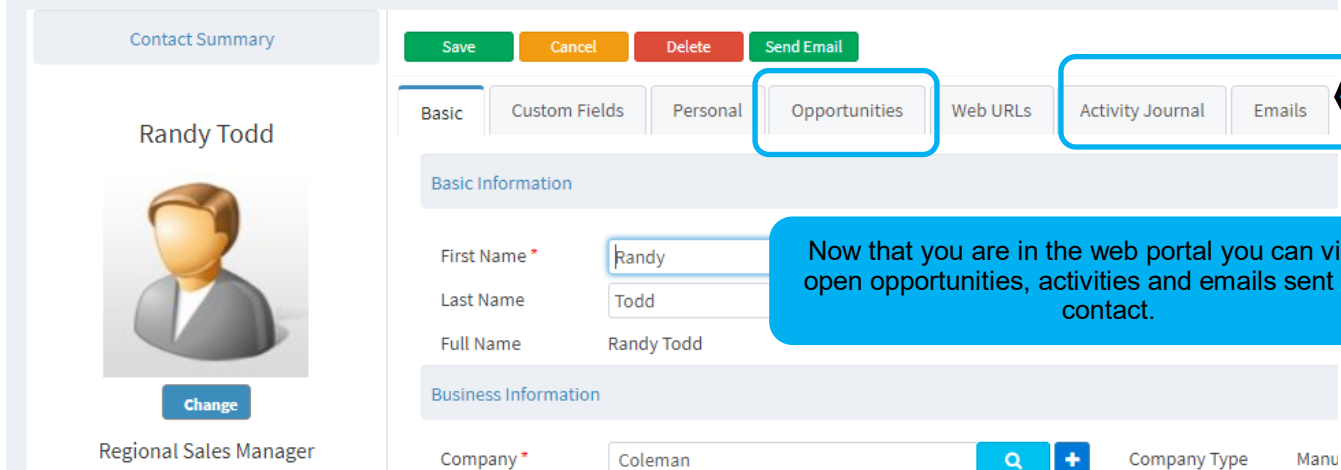 Contact Summary
Save Cancel Delete Send Email
Basic Custom Fields Personal Opportunities Web URLs Activity Journal Emails
Randy Todd
Basic Information
First Name * Randy
Now that you are in the web portal you can vi
open opportunities, activities and emails sent
contact.
Last Name Todd
Full Name Randy Todd
Change
Business Information
Regional Sales Manager
Company * Coleman Company Type Manu